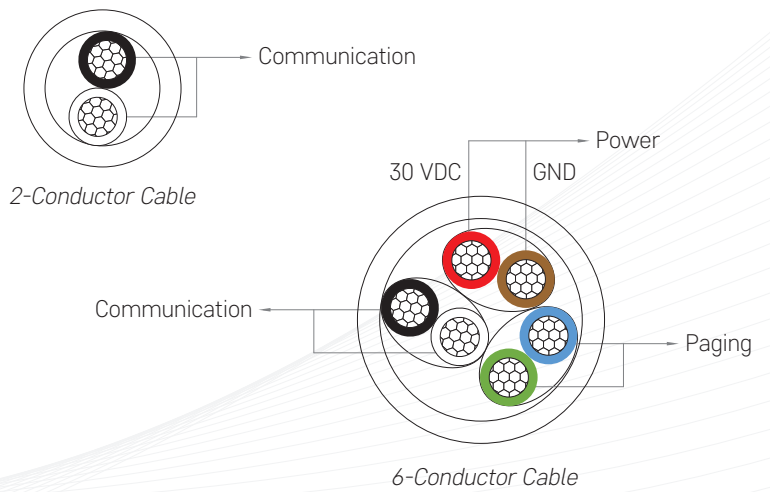 Communication
2-Conductor Cable
Power
30 VDC
GND
Communication
Paging
6-Conductor Cable